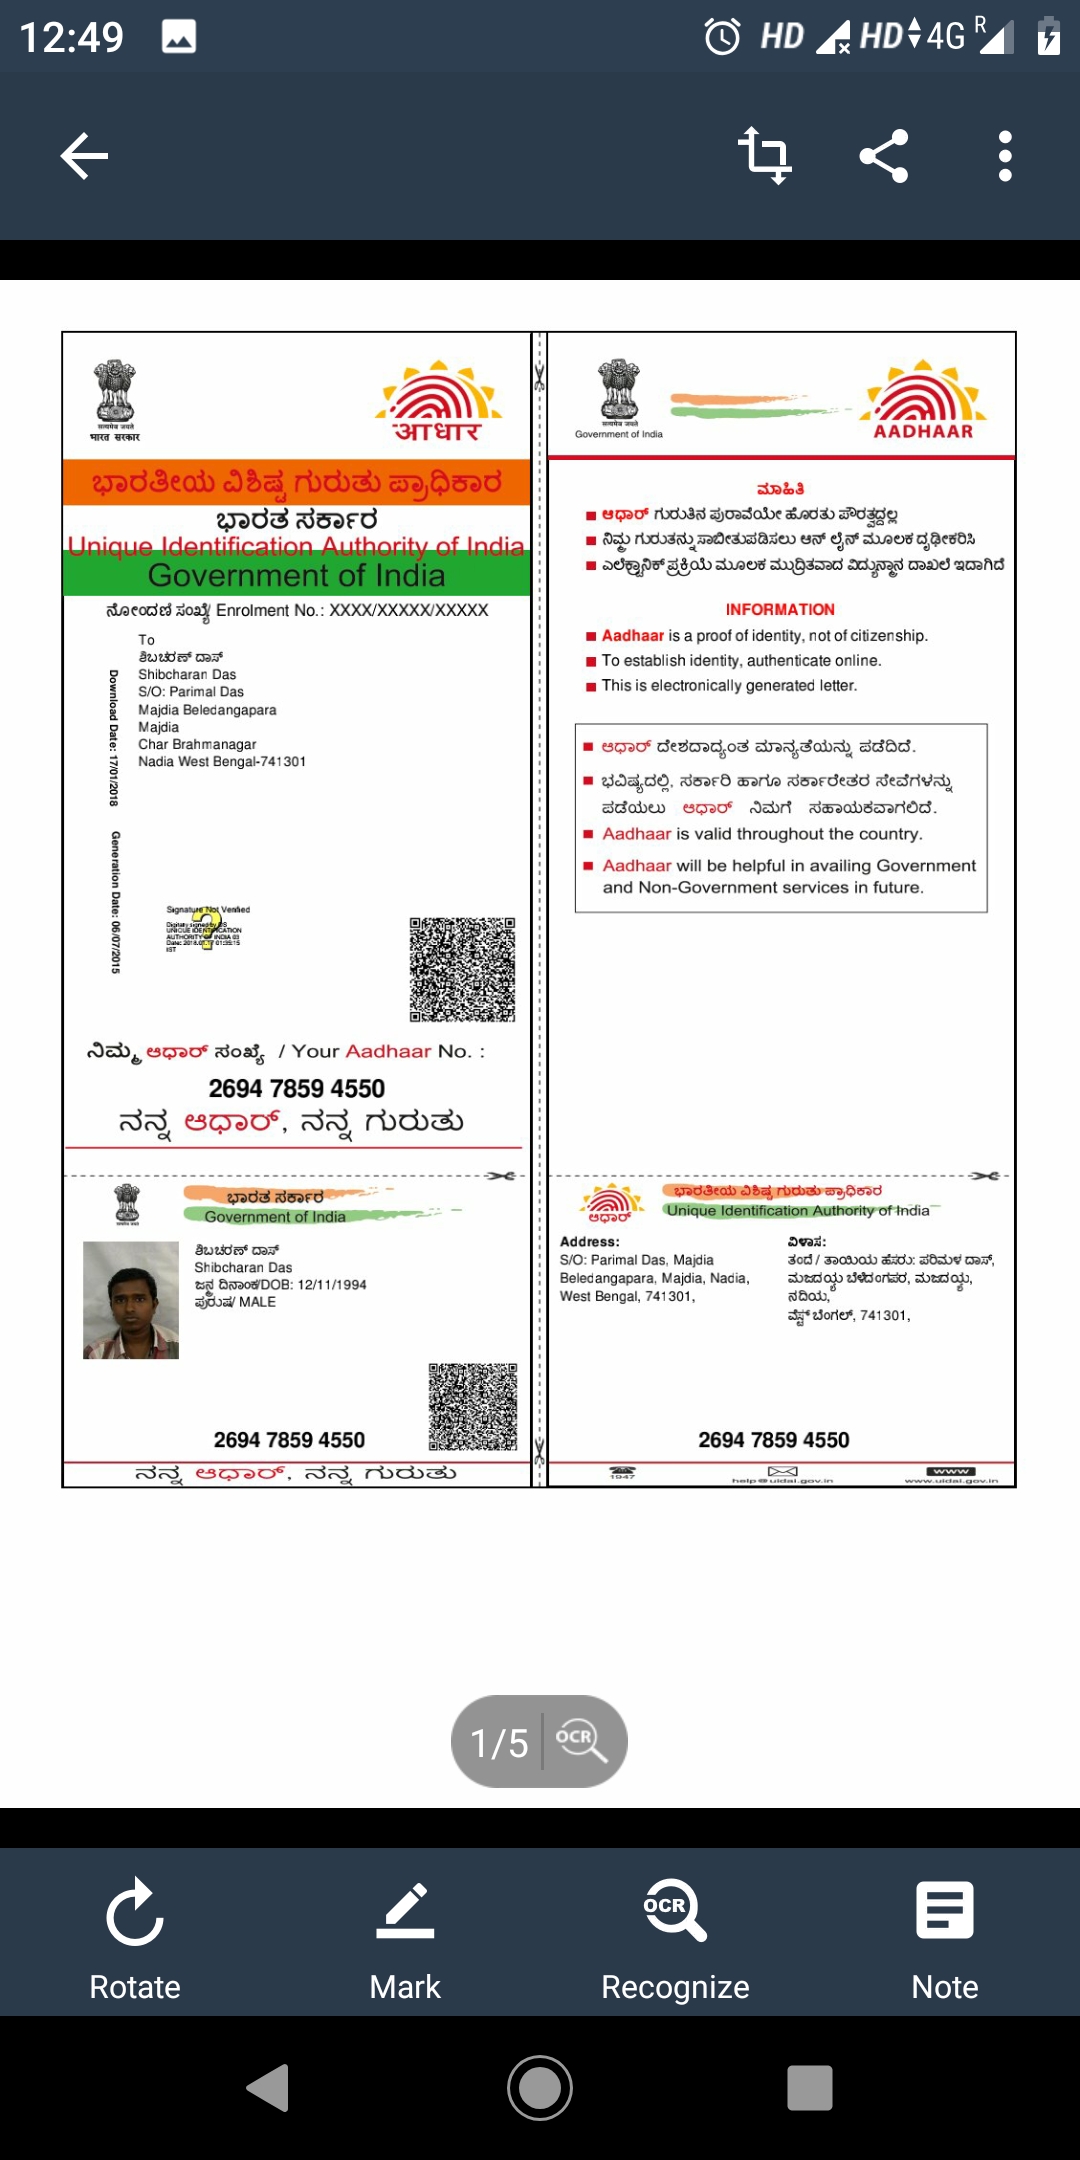 12:49
HD HD 4G R
भारत सरकार
आधार
ಭಾರತೀಯ ವಿಶಿಷ್ಟ ಗುರುತು ಪ್ರಾಧಿಕಾರ
ಭಾರತ ಸರ್ಕಾರ
Unique Identification Authority of India
Government of India
ನೋಂದಣಿ ಸಂಖ್ಯೆ/ Enrolment No.: XXXX/XXXXX/XXXXX
To
ಶಿಬಚರಣ್ ದಾಸ್
Shibcharan Das
S/O: Parimal Das
Majdia Beledangapara
Majdia
Char Brahmanagar
Nadia West Bengal-741301
Download Date: 17/01/2018
Generation Date: 06/07/2015
Signature Not Verified
Digitally signed by DS
UNIQUE IDENTIFICATION
AUTHORITY OF INDIA 03
IST
ನಿಮ್ಮ ಆಧಾರ್ ಸಂಖ್ಯೆ / Your Aadhaar No. :
2694 7859 4550
ನನ್ನ ಆಧಾರ್, ನನ್ನ ಗುರುತು
ಭಾರತ ಸರ್ಕಾರ
Government of India
ಶಿಬಚರಣ್ ದಾಸ್
Shibcharan Das
ಜನ್ಮ ದಿನಾಂಕ/DOB: 12/11/1994
ಪುರುಷ/ MALE
2694 7859 4550
ನನ್ನ ಆಧಾರ್, ನನ್ನ ಗುರುತು
Government of India
AADHAAR
ಮಾಹಿತಿ
ಆಧಾರ್ ಗುರುತಿನ ಪುರಾವೆಯೇ ಹೊರತು ಪೌರತ್ವದ್ದಲ್ಲ
ನಿಮ್ಮ ಗುರುತನ್ನು ಸಾಬೀತುಪಡಿಸಲು ಆನ್ ಲೈನ್ ಮೂಲಕ ದೃಢೀಕರಿಸಿ
ಎಲೆಕ್ಟ್ರಾನಿಕ್ ಪ್ರಕ್ರಿಯೆ ಮೂಲಕ ಮುದ್ರಿತವಾದ ವಿದ್ಯುನ್ಮಾನ ದಾಖಲೆ ಇದಾಗಿದೆ
INFORMATION
Aadhaar is a proof of identity, not of citizenship.
To establish identity, authenticate online.
This is electronically generated letter.
ಆಧಾರ್ ದೇಶದಾದ್ಯಂತ ಮಾನ್ಯತೆಯನ್ನು ಪಡೆದಿದೆ.
ಭವಿಷ್ಯದಲ್ಲಿ, ಸರ್ಕಾರಿ ಹಾಗೂ ಸರ್ಕಾರೇತರ ಸೇವೆಗಳನ್ನು
ಪಡೆಯಲು ಆಧಾರ್ ನಿಮಗೆ ಸಹಾಯಕವಾಗಲಿದೆ.
Aadhaar is valid throughout the country.
Aadhaar will be helpful in availing Government
and Non-Government services in future.
ಆಧಾರ್
ಭಾರತೀಯ ವಿಶಿಷ್ಟ ಗುರುತು ಪ್ರಾಧಿಕಾರ
Unique Identification Authority of India
Address:
S/O: Parimal Das, Majdia
Beledangapara, Majdia, Nadia,
West Bengal, 741301,
ವಿಳಾಸ:
ತಂದೆ / ತಾಯಿಯ ಹೆಸರು: ಪರಿಮಳ ದಾಸ್,
ಮಜದಯ್ಯ ಬೆಳೆದಂಗಪರ, ಮಜದಯ್ಯ,
ನದಿಯ,
ವೆಸ್ಟ್ ಬೆಂಗಲ್, 741301,
2694 7859 4550
1947
help@uidai.gov.in
www
www.uidai.gov.in
1/5
OCR
Rotate
Mark
OCR
Recognize
Note